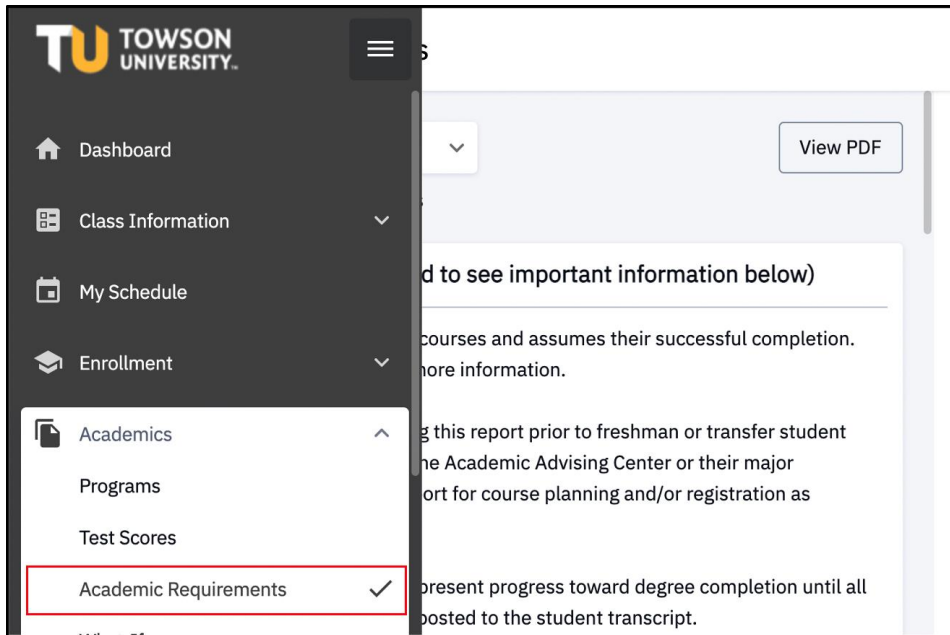 TU TOWSON
UNIVERSITY.
s
Dashboard
View PDF
Class Information
My Schedule
d to see important information below)
courses and assumes their successful completion.
Enrollment
more information.
Academics
g this report prior to freshman or transfer student
he Academic Advising Center or their major
Programs
ort for course planning and/or registration as
Test Scores
Academic Requirements
present progress toward degree completion until all
posted to the student transcript.